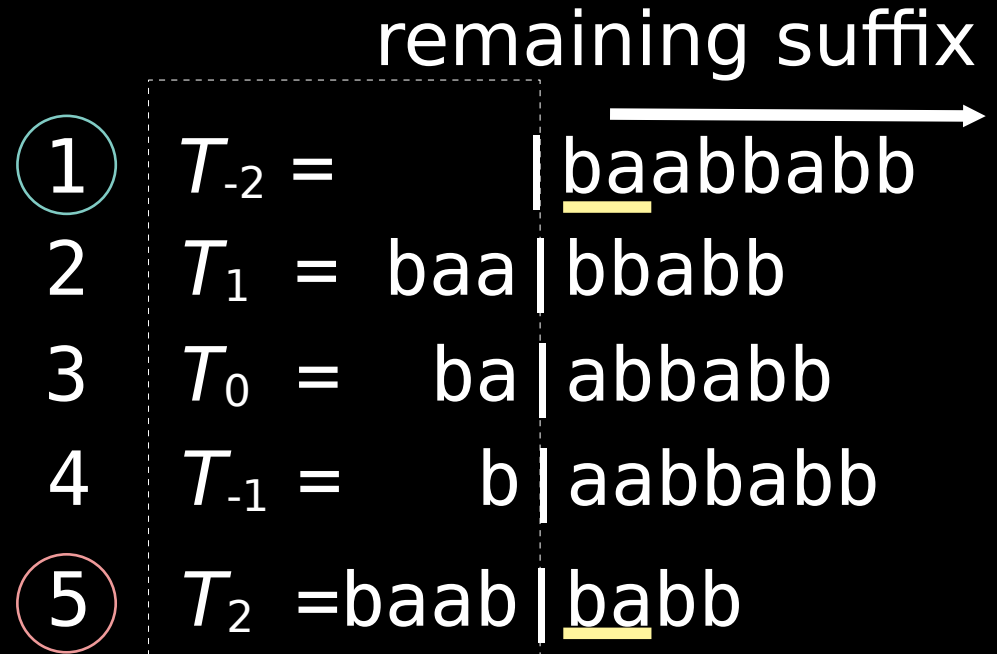 remaining suffix
1 T-2 = | baabbabb
2 T1 = baa | bbabb
3 T0 = ba | abbabb
4 T-1 = b | aabbabb
5 T2 =baab | babb